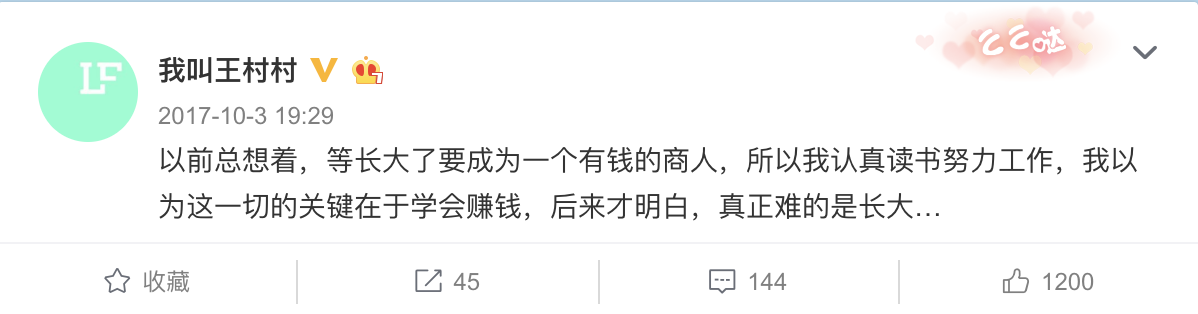 么么哒
LF
我叫王村村
2017-10-3 19:29
以前总想着，等长大了要成为一个有钱的商人，所以我认真读书努力工作，我以
为这一切的关键在于学会赚钱，后来才明白，真正难的是长大...
收藏
45
144
1200